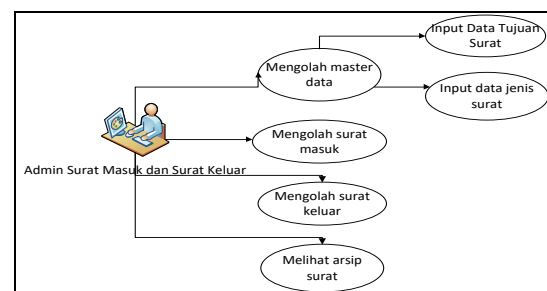 Input Data Tujuan
Surat
Mengolah master
data
Input data jenis
surat
Mengolah surat
masuk
Admin Surat Masuk dan Surat Keluar
Mengolah surat
keluar
Melihat arsip
surat